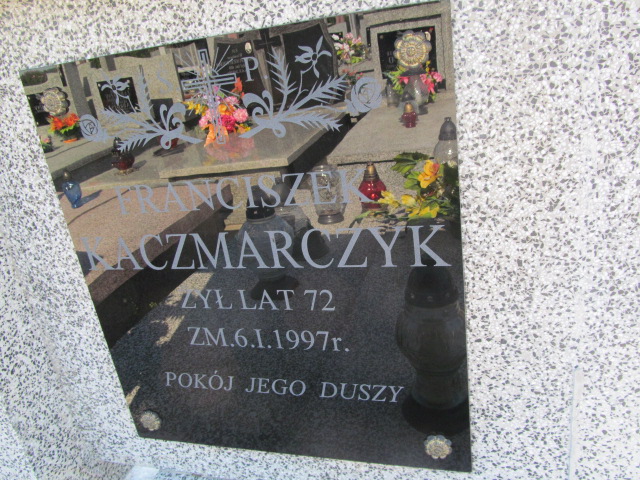 Ś P
FRANCISZEK
KACZMARCZYK
ŻYŁ LAT 72
ZM.6.I.1997r.
POKÓJ JEGO DUSZY